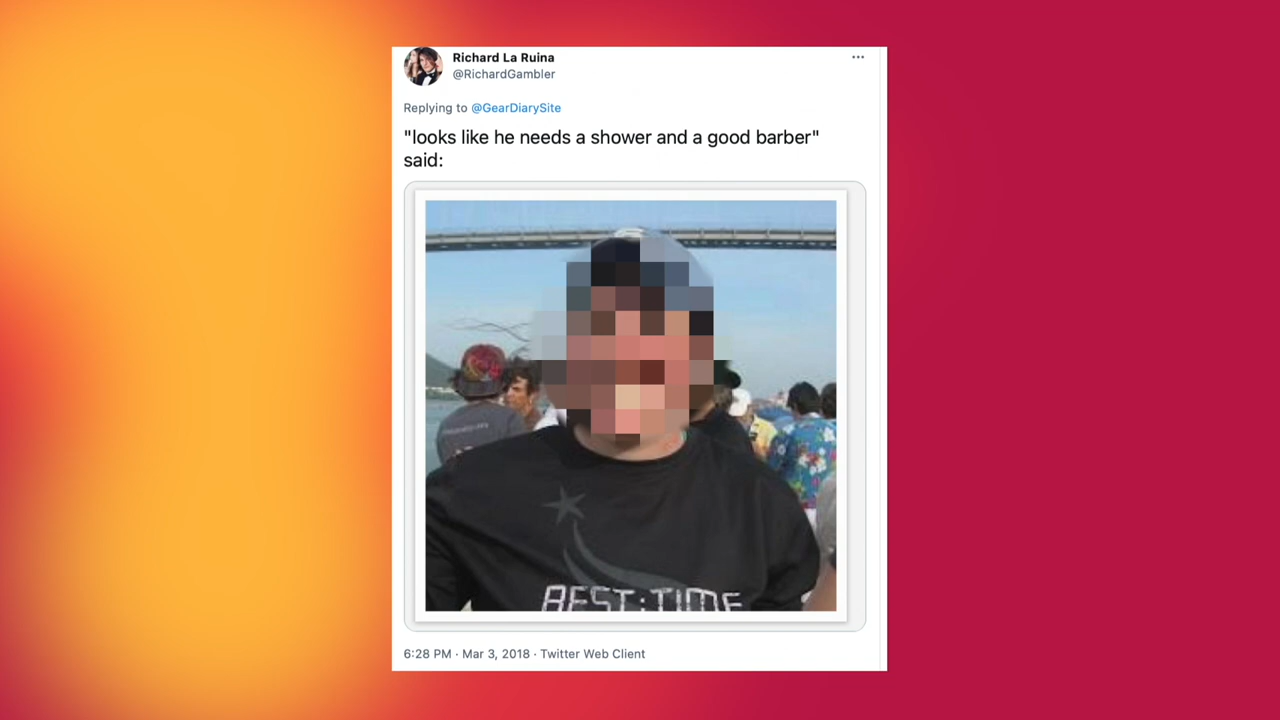 Richard La Ruina
@RichardGambler
Replying to @GearDiarySite
"looks like he needs a shower and a good barber"
said:
BEST:TIME
6:28 PM · Mar 3, 2018 · Twitter Web Client